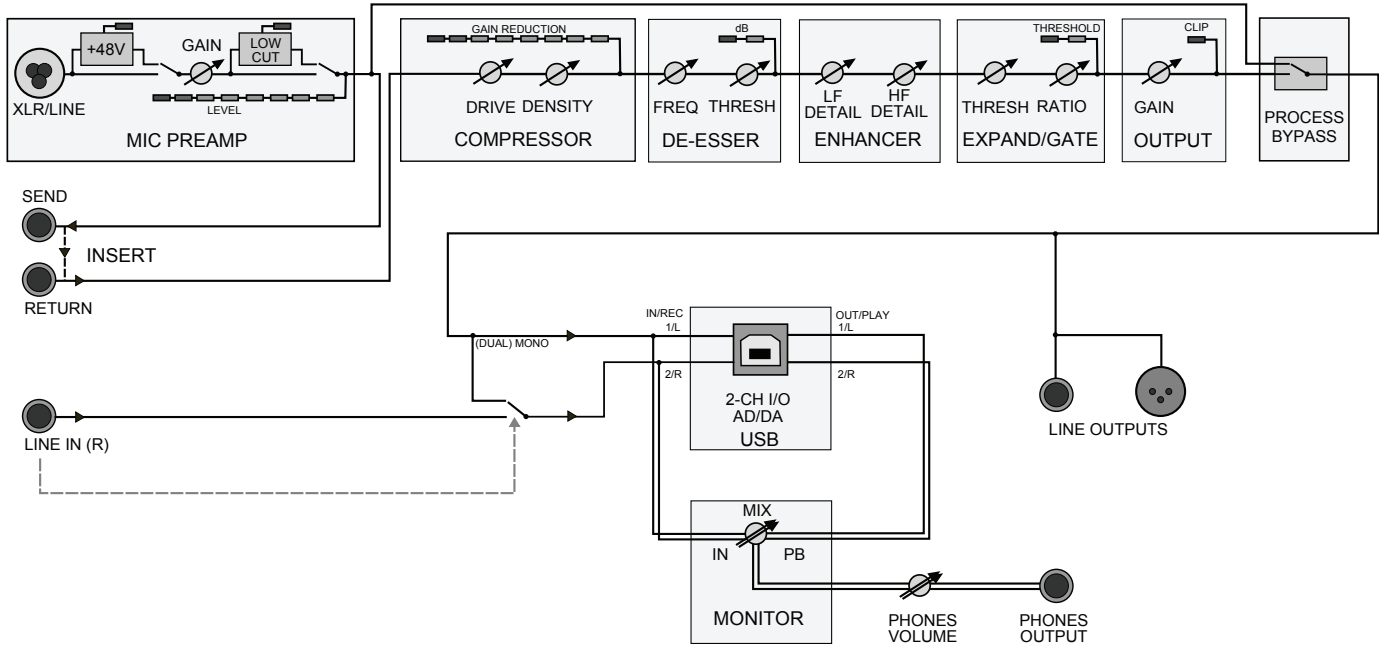 +48V
GAIN
LOW
CUT
XLR/LINE
LEVEL
MIC PREAMP
GAIN REDUCTION
DRIVE DENSITY
COMPRESSOR
dB
FREQ THRESH
DE-ESSER
LF
DETAIL
HF
DETAIL
ENHANCER
THRESHOLD
THRESH RATIO
EXPAND/GATE
CLIP
GAIN
OUTPUT
PROCESS
BYPASS
SEND
INSERT
RETURN
IN/REC
1/L
OUT/PLAY
1/L
(DUAL) MONO
2/R
2/R
2-CH I/O
AD/DA
USB
LINE IN (R)
LINE OUTPUTS
MIX
IN
PB
MONITOR
PHONES
VOLUME
PHONES
OUTPUT